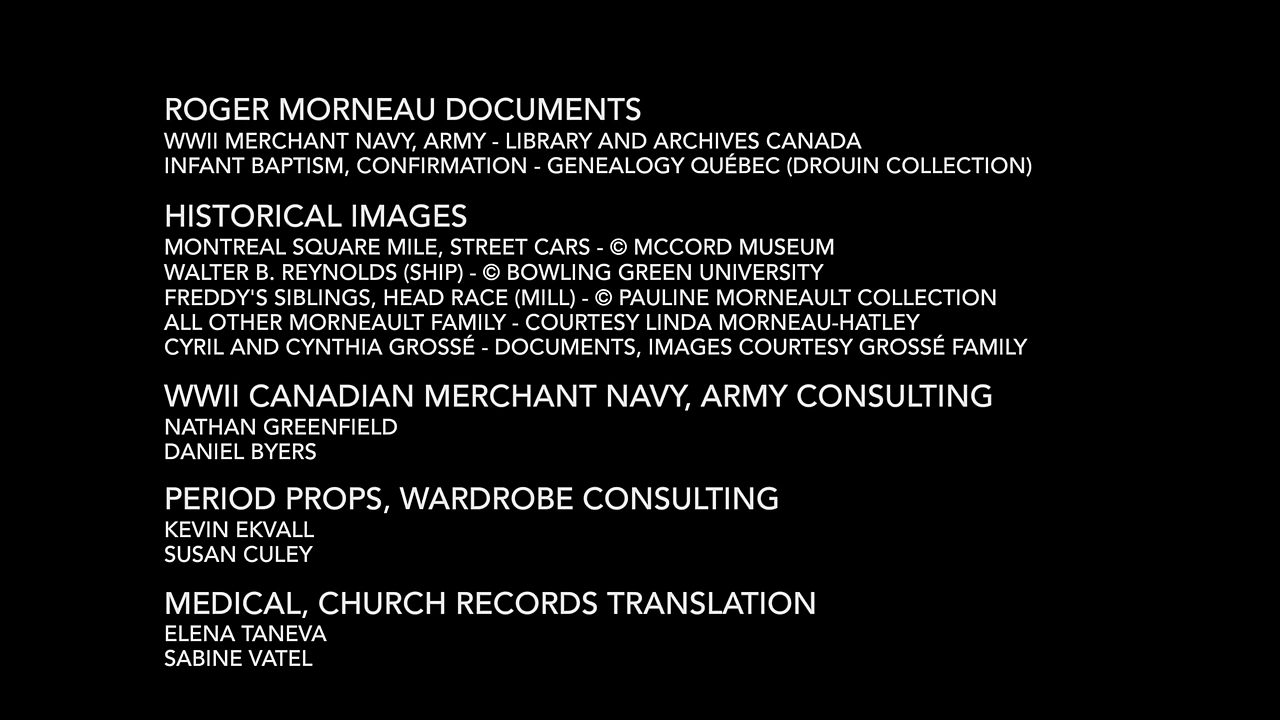 ROGER MORNEAU DOCUMENTS
WWII MERCHANT NAVY, ARMY - LIBRARY AND ARCHIVES CANADA
INFANT BAPTISM, CONFIRMATION - GENEALOGY QUÉBEC (DROUIN COLLECTION)
HISTORICAL IMAGES
MONTREAL SQUARE MILE, STREET CARS - © MCCORD MUSEUM
WALTER B. REYNOLDS (SHIP) - © BOWLING GREEN UNIVERSITY
FREDDY'S SIBLINGS, HEAD RACE (MILL) - © PAULINE MORNEAULT COLLECTION
ALL OTHER MORNEAULT FAMILY - COURTESY LINDA MORNEAU-HATLEY
CYRIL AND CYNTHIA GROSSÉ - DOCUMENTS, IMAGES COURTESY GROSSÉ FAMILY
WWII CANADIAN MERCHANT NAVY, ARMY CONSULTING
NATHAN GREENFIELD
DANIEL BYERS
PERIOD PROPS, WARDROBE CONSULTING
KEVIN EKVALL
SUSAN CULEY
MEDICAL, CHURCH RECORDS TRANSLATION
ELENA TANEVA
SABINE VATEL